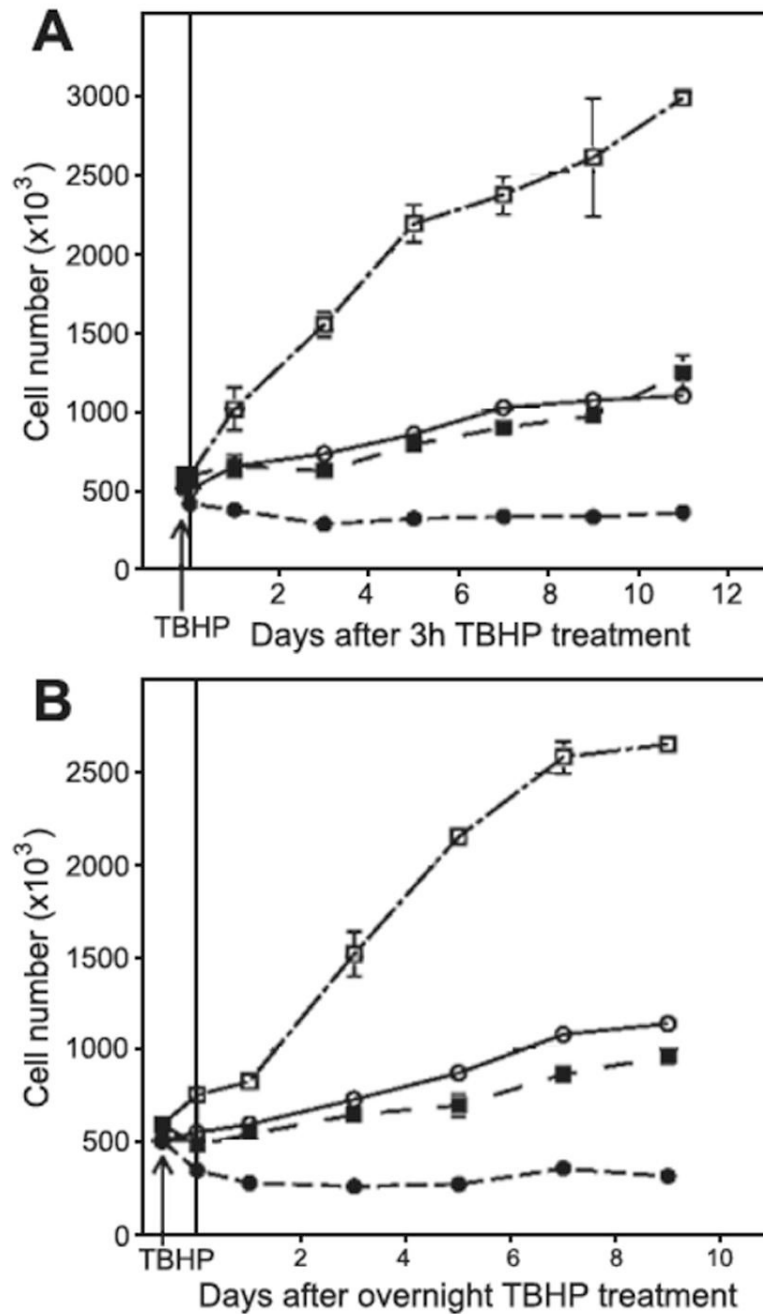 A
Cell number (x10³)
3000
2500
2000
1500
1000
500
0
2 4 6 8 10 12
TBHP
Days after 3h TBHP treatment
B
Cell number (x10³)
2500
2000
1500
1000
500
0
2 4 6 8 10
TBHP
Days after overnight TBHP treatment